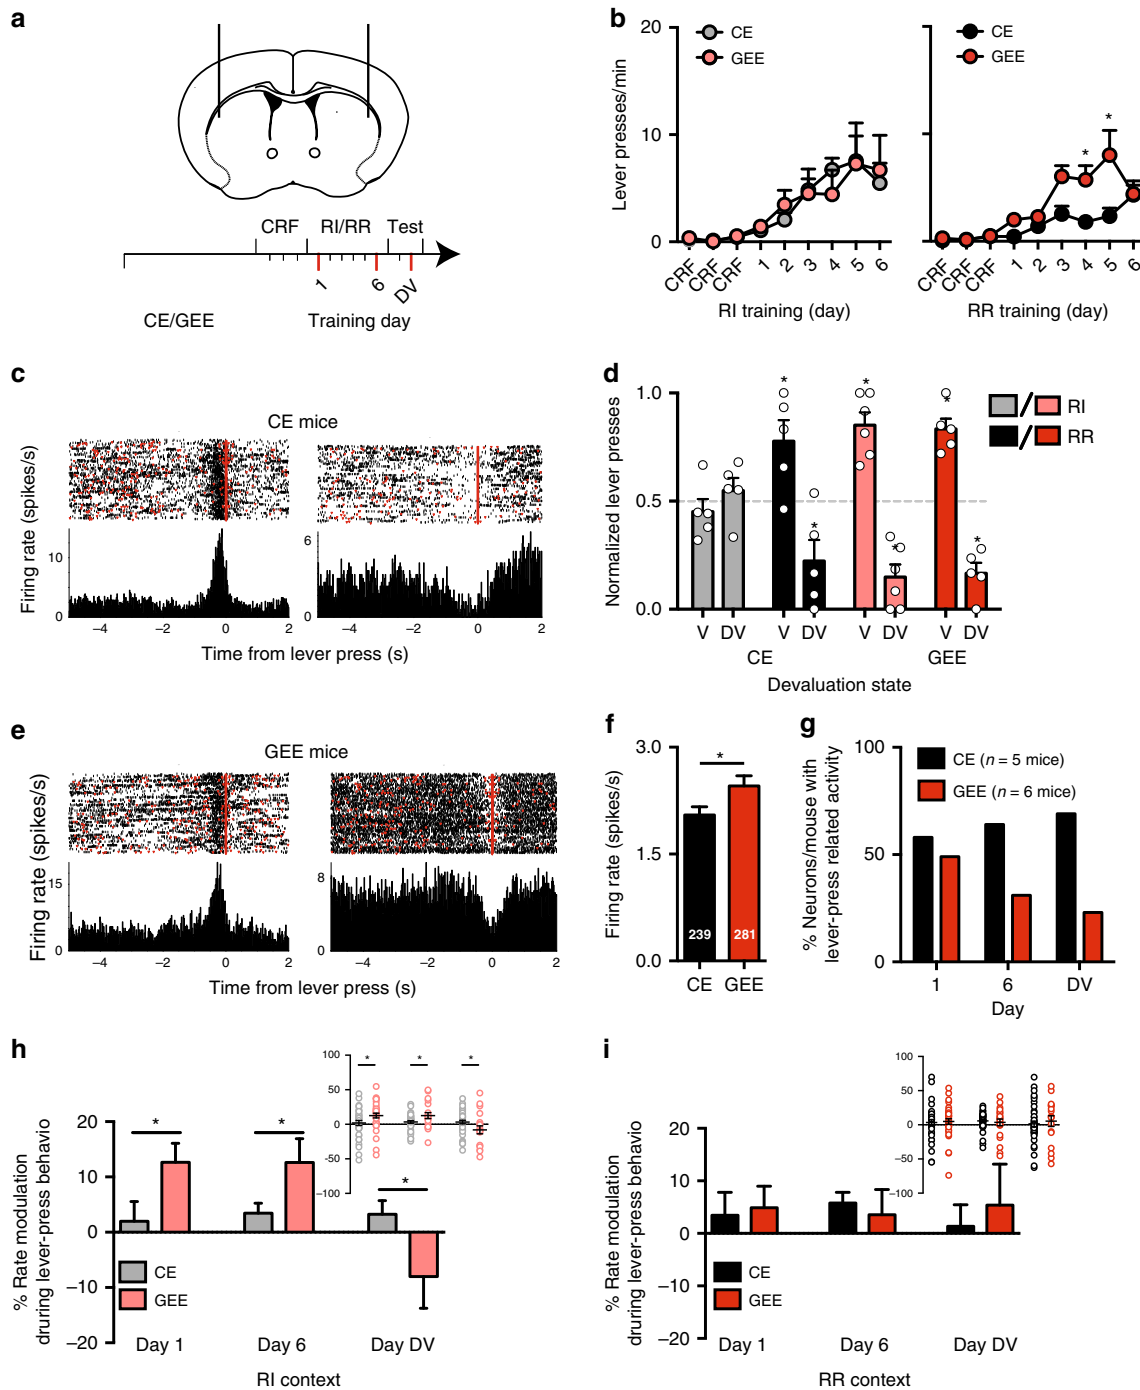 a
CRF RI/RR Test
1 6 DV
CE/GEE Training day
b
20
10
0
Lever presses/min
CE
GEE
CRF CRF CRF 1 2 3 4 5 6
RI training (day)
CE
GEE
* *
CRF CRF CRF 1 2 3 4 5 6
RR training (day)
c
CE mice
Firing rate (spikes/s)
10
0
6
0
−4 −2 0 2
−4 −2 0 2
Time from lever press (s)
d
Normalized lever presses
1.0
0.5
0.0
* * * * * *
/ RI
/ RR
V DV V DV V DV V DV
CE GEE
Devaluation state
e
GEE mice
Firing rate (spikes/s)
15
0
8
0
−4 −2 0 2
−4 −2 0 2
Time from lever press (s)
f
Firing rate (spikes/s)
3.0
1.5
0.0
*
239 281
CE GEE
g
% Neurons/mouse with
lever-press related activity
100
50
0
CE (n = 5 mice)
GEE (n = 6 mice)
1 6 DV
Day
h
% Rate modulation
druring lever-press behavio
20
10
0
−10
−20
* * *
100
50
0
−100
* * *
CE
GEE
Day 1 Day 6 Day DV
RI context
i
% Rate modulation
druring lever-press behavio
20
10
0
−10
−20
100
50
0
−100
CE
GEE
Day 1 Day 6 Day DV
RR context